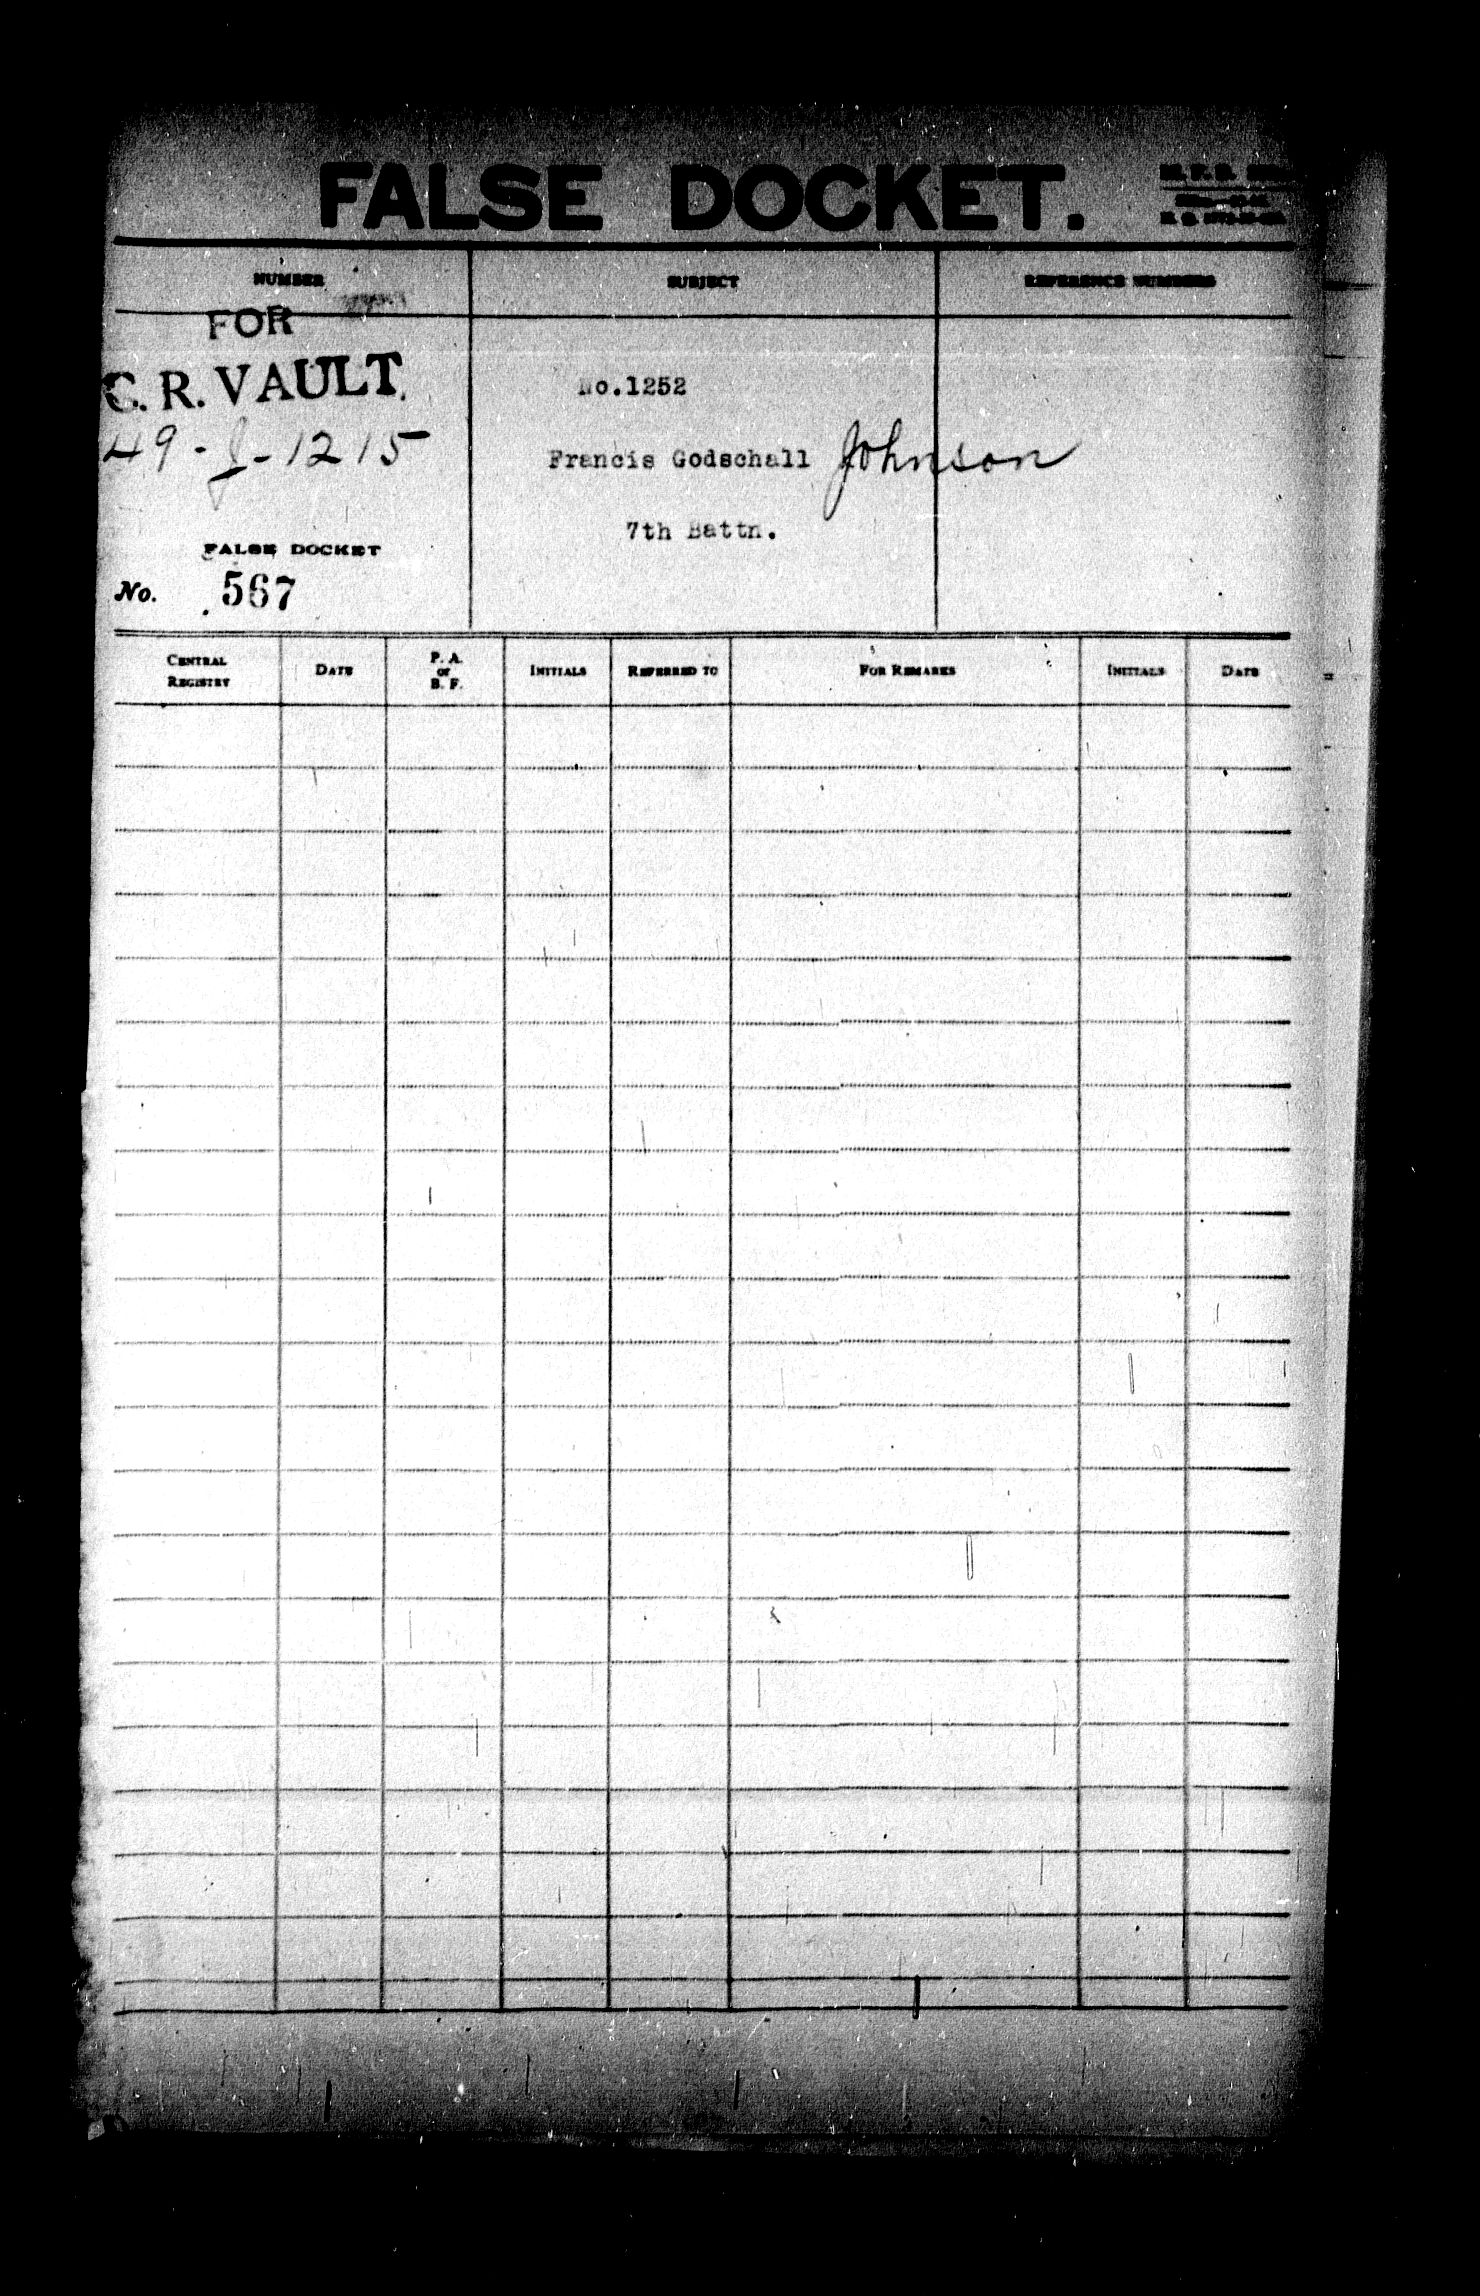 FALSE DOCKET.
NUMBER SUBJECT REFERENCE NUMBERS
FOR
C. R. VAULT.
49-J-1215
No.1252
Francis Godschall Johnson
7th Battn.
FALSE DOCKET
No. 567
CENTRAL REGISTRY DATE P. A. or B. F. INITIALS REFERRED TO FOR REMARKS INITIALS DATE